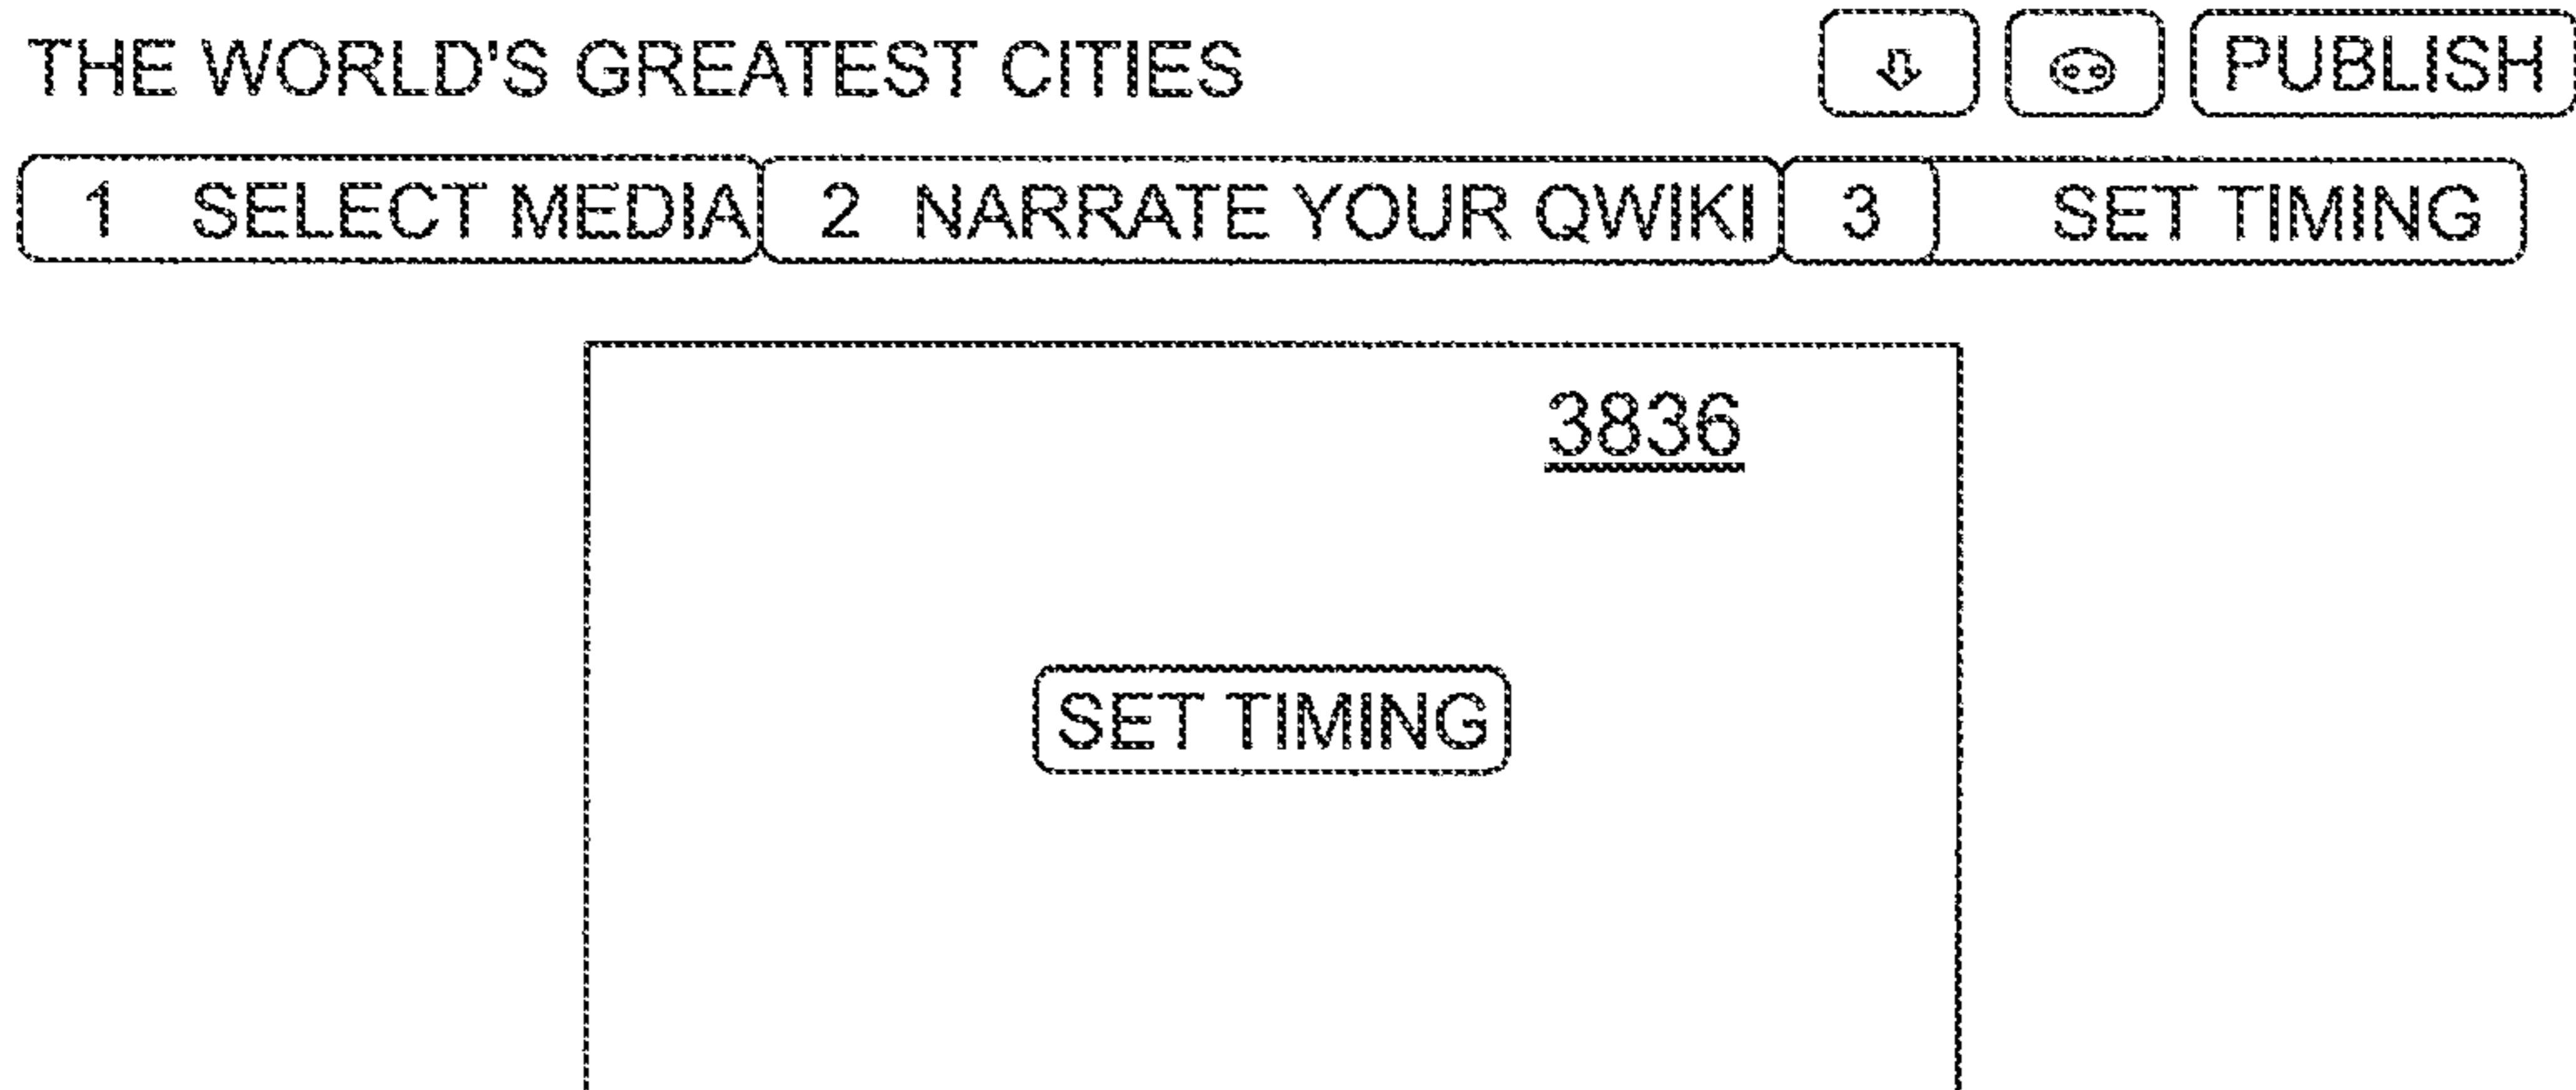 THE WORLD'S GREATEST CITIES PUBLISH
1 SELECT MEDIA 2 NARRATE YOUR QWIKI 3 SET TIMING
3836
SET TIMING